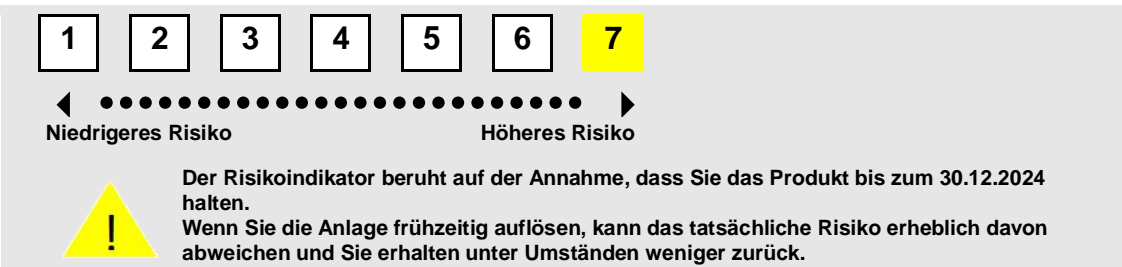 1 2 3 4 5 6 7
Niedrigeres Risiko Höheres Risiko
Der Risikoindikator beruht auf der Annahme, dass Sie das Produkt bis zum 30.12.2024
halten.
Wenn Sie die Anlage frühzeitig auflösen, kann das tatsächliche Risiko erheblich davon
abweichen und Sie erhalten unter Umständen weniger zurück.
!